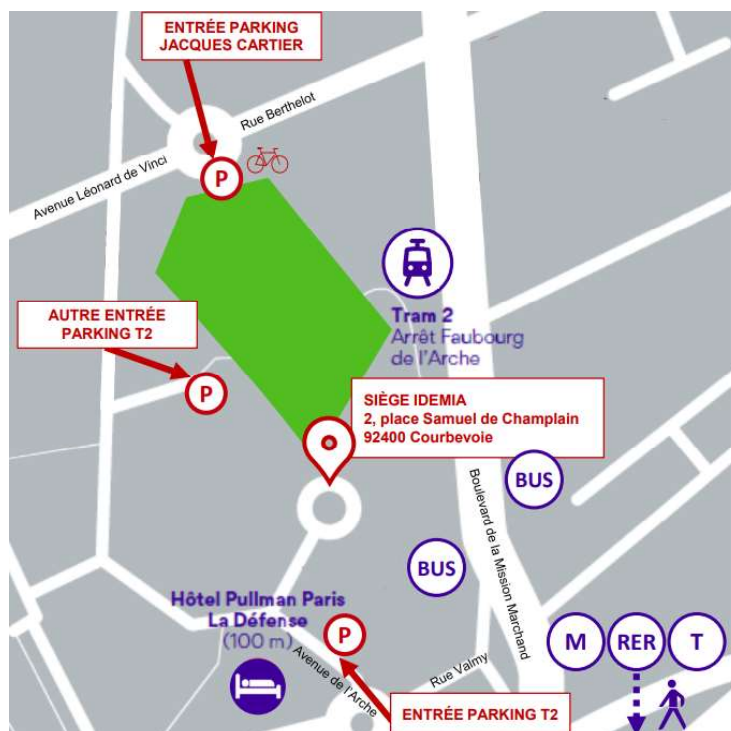 ENTRÉE PARKING
JACQUES CARTIER
Rue Berthelot
Avenue Léonard de Vinci
P
AUTRE ENTRÉE
PARKING T2
P
Tram 2
Arrêt Faubourg
de l'Arche
SIÈGE IDEMIA
2, place Samuel de Champlain
92400 Courbevoie
BUS
Boulevard de la Mission Marchand
BUS
Hôtel Pullman Paris
La Défense
(100 m)
P
Avenue de l'Arche
Rue Valmy
M
RER
T
ENTRÉE PARKING T2